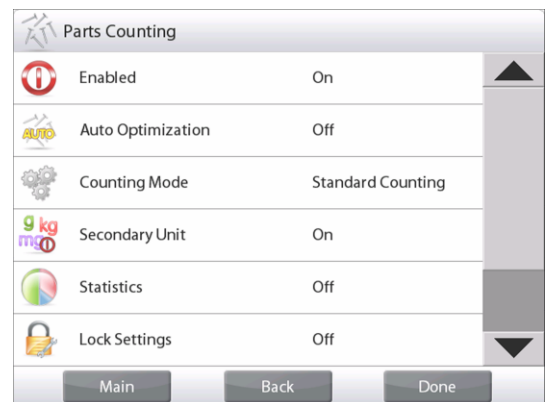 Parts Counting
Enabled On
AUTO Auto Optimization Off
Counting Mode Standard Counting
g kg mg Secondary Unit On
Statistics Off
Lock Settings Off
Main Back Done